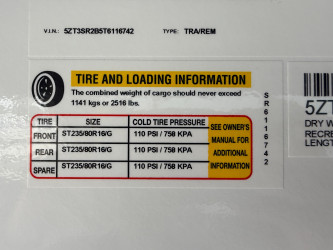 V.I.N.: 5ZT3SR2B5T6116742 TYPE: TRA/REM
TIRE AND LOADING INFORMATION
The combined weight of cargo should never exceed
1141 kgs or 2516 lbs.
TIRE SIZE COLD TIRE PRESSURE SEE OWNER'S MANUAL FOR ADDITIONAL INFORMATION
FRONT ST235/80R16/G 110 PSI / 758 KPA
REAR ST235/80R16/G 110 PSI / 758 KPA
SPARE ST235/80R16/G 110 PSI / 758 KPA
SR6116742
5ZT
DRY W
RECRE
LENGT